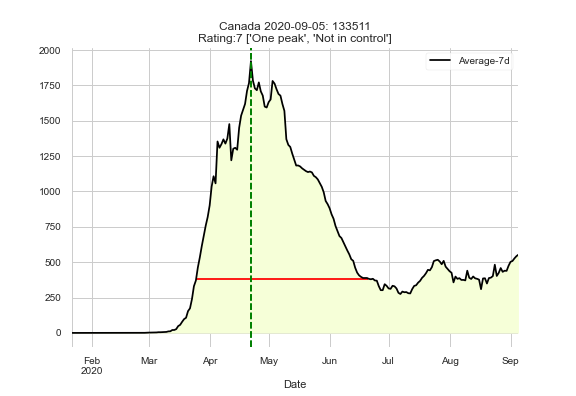 Canada 2020-09-05: 133511
Rating:7 ['One peak', 'Not in control']
Average-7d
2000
1750
1500
1250
1000
750
500
250
0
Feb
2020
Mar
Apr
May
Jun
Jul
Aug
Sep
Date